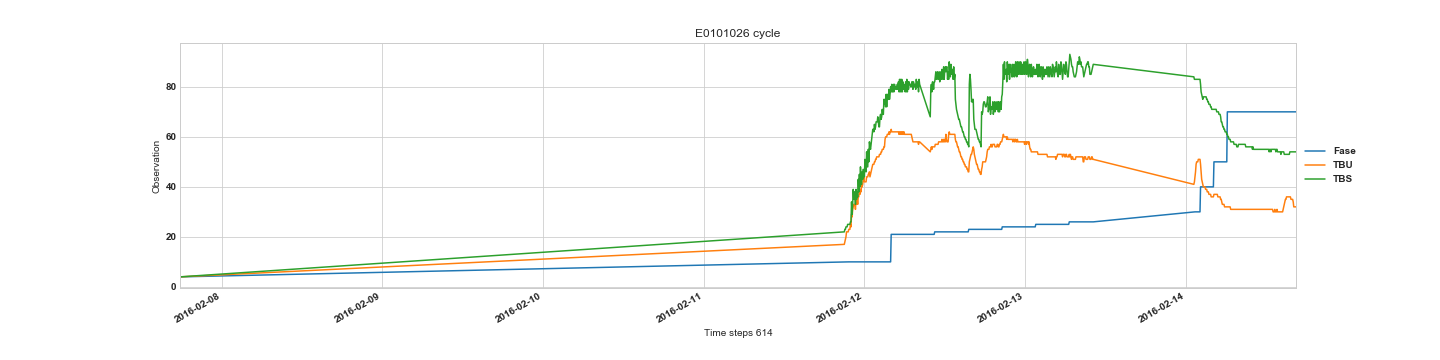 E0101026 cycle
Observation
80
60
40
20
0
2016-02-08
2016-02-09
2016-02-10
2016-02-11
2016-02-12
2016-02-13
2016-02-14
Time steps 614
Fase
TBU
TBS